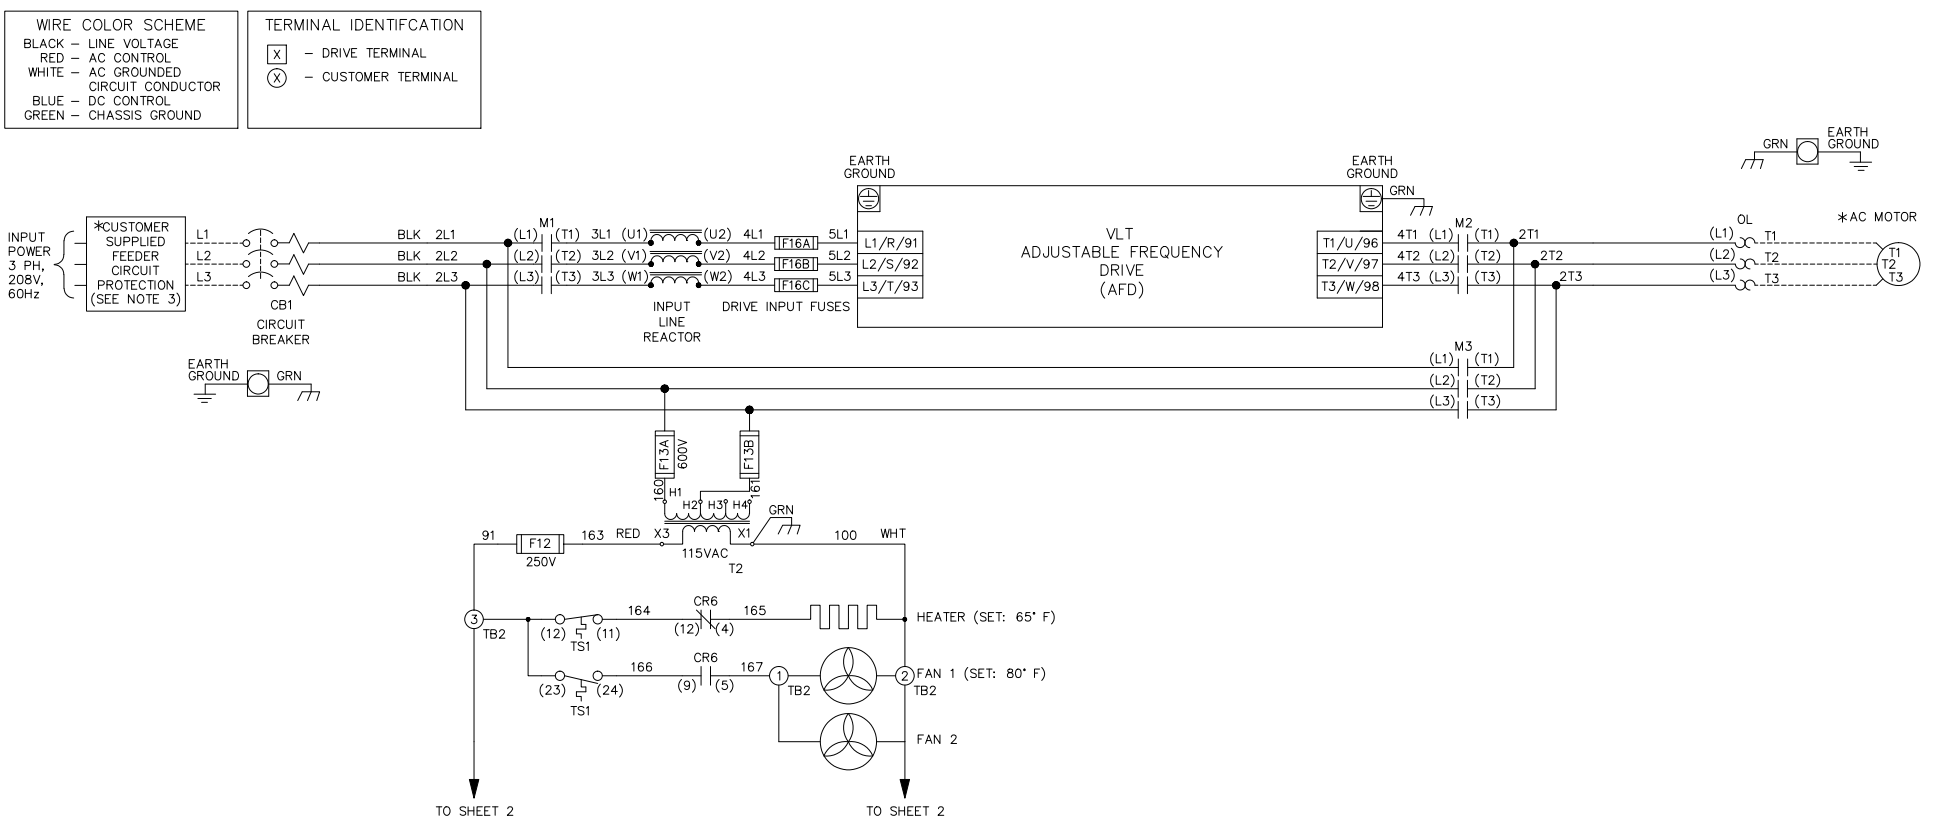 WIRE COLOR SCHEME
BLACK – LINE VOLTAGE
RED – AC CONTROL
WHITE – AC GROUNDED
CIRCUIT CONDUCTOR
BLUE – DC CONTROL
GREEN – CHASSIS GROUND
TERMINAL IDENTIFCATION
X – DRIVE TERMINAL
X – CUSTOMER TERMINAL
INPUT
POWER
3 PH,
208V,
60Hz
*CUSTOMER
SUPPLIED
FEEDER
CIRCUIT
PROTECTION
(SEE NOTE 3)
L1
L2
L3
CB1
CIRCUIT
BREAKER
EARTH
GROUND
GRN
BLK 2L1
BLK 2L2
BLK 2L3
M1
(L1) (T1) 3L1 (U1) (U2) 4L1 F16A 5L1
(L2) (T2) 3L2 (V1) (V2) 4L2 F16B 5L2
(L3) (T3) 3L3 (W1) (W2) 4L3 F16C 5L3
INPUT
LINE
REACTOR
DRIVE INPUT FUSES
EARTH
GROUND
L1/R/91
L2/S/92
L3/T/93
VLT
ADJUSTABLE FREQUENCY
DRIVE
(AFD)
EARTH
GROUND
GRN
T1/U/96
T2/V/97
T3/W/98
M2
4T1 (L1) (T1) 2T1
4T2 (L2) (T2) 2T2
4T3 (L3) (T3) 2T3
GRN
EARTH
GROUND
OL
(L1) T1
(L2) T2
(L3) T3
*AC MOTOR
T1
T2
T3
M3
(L1) (T1)
(L2) (T2)
(L3) (T3)
F13A
600V
F13B
160
161
H1
H2 H3 H4
GRN
91
F12
250V
163 RED X3
X1
115VAC
T2
100 WHT
3
TB2
(12) (11)
TS1
164
CR6
(12) (4)
165
HEATER (SET: 65° F)
(23) (24)
TS1
166
CR6
(9) (5)
167
1
TB2
2
TB2
FAN 1 (SET: 80° F)
FAN 2
TO SHEET 2
TO SHEET 2